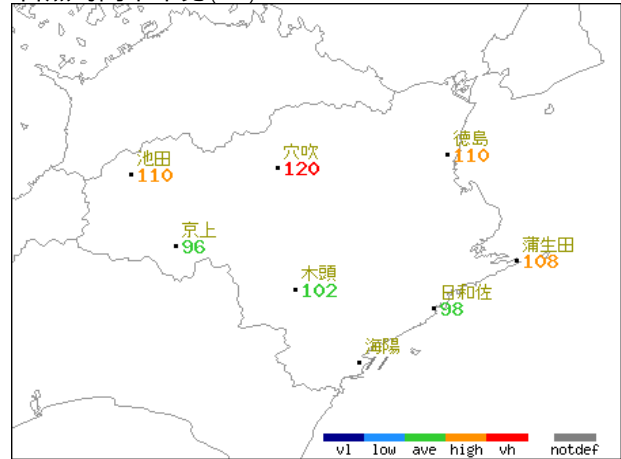 徳島
110
穴吹
120
池田
110
京上
96
蒲生田
108
木頭
102
日和佐
98
海陽
//
vl low ave high vh notdef